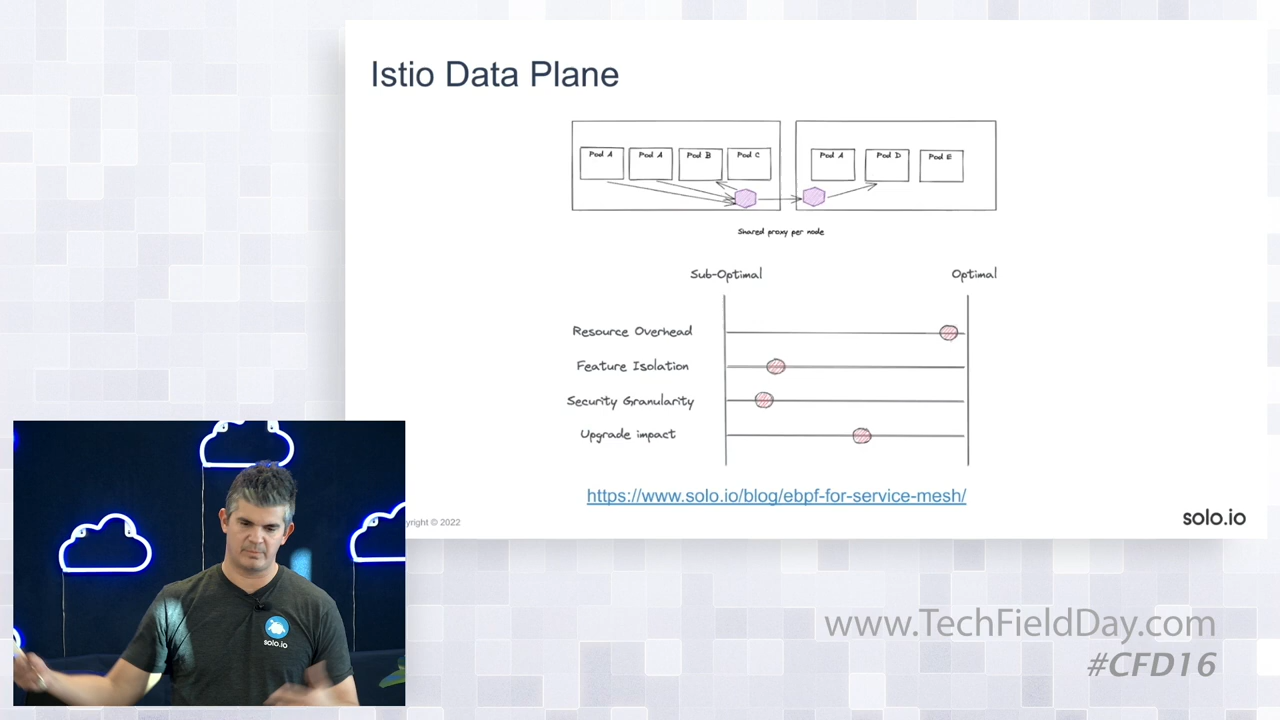 Istio Data Plane
Pod A Pod A Pod B Pod C Pod A Pod D Pod E
Shared proxy per node
Sub-Optimal Optimal
Resource Overhead
Feature Isolation
Security Granularity
Upgrade impact
https://www.solo.io/blog/ebpf-for-service-mesh/
yright © 2022
solo.io
solo.io
www.TechFieldDay.com
#CFD16